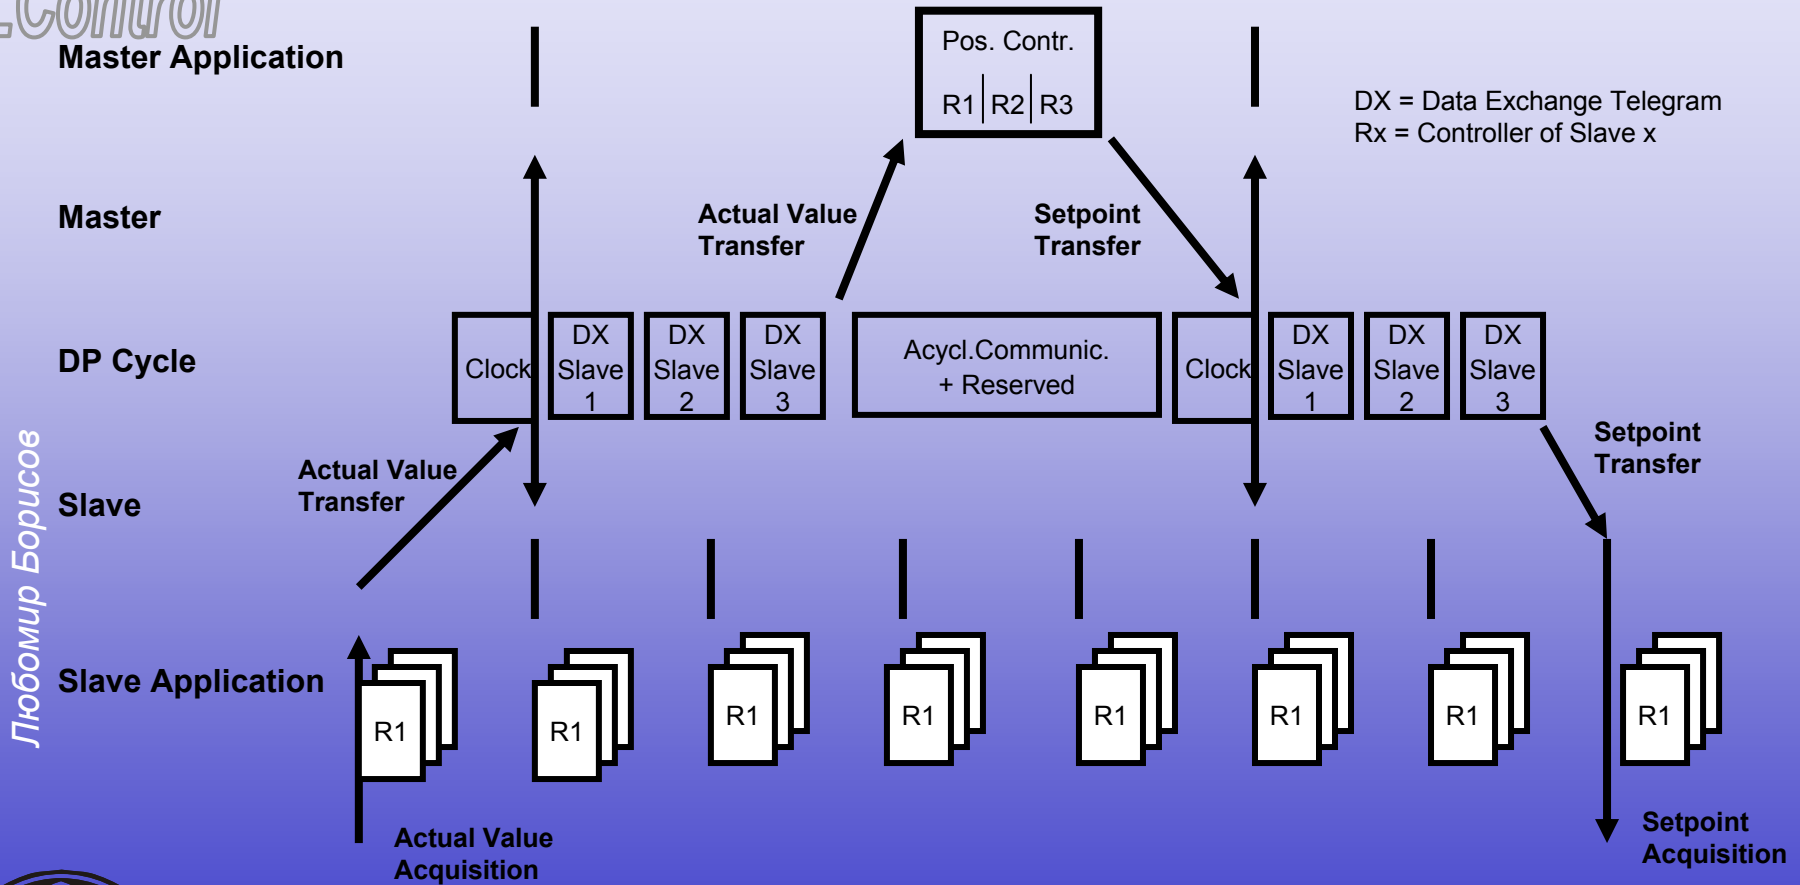 .Control
Master Application
Pos. Contr.
R1 R2 R3
DX = Data Exchange Telegram
Rx = Controller of Slave x
Master
Actual Value
Transfer
Setpoint
Transfer
DP Cycle
Clock
DX
Slave
1
DX
Slave
2
DX
Slave
3
Acycl.Communic.
+ Reserved
Clock
DX
Slave
1
DX
Slave
2
DX
Slave
3
Actual Value
Transfer
Setpoint
Transfer
Slave
Slave Application
R1
R1
R1
R1
R1
R1
R1
R1
Actual Value
Acquisition
Setpoint
Acquisition
Любомир Борисов